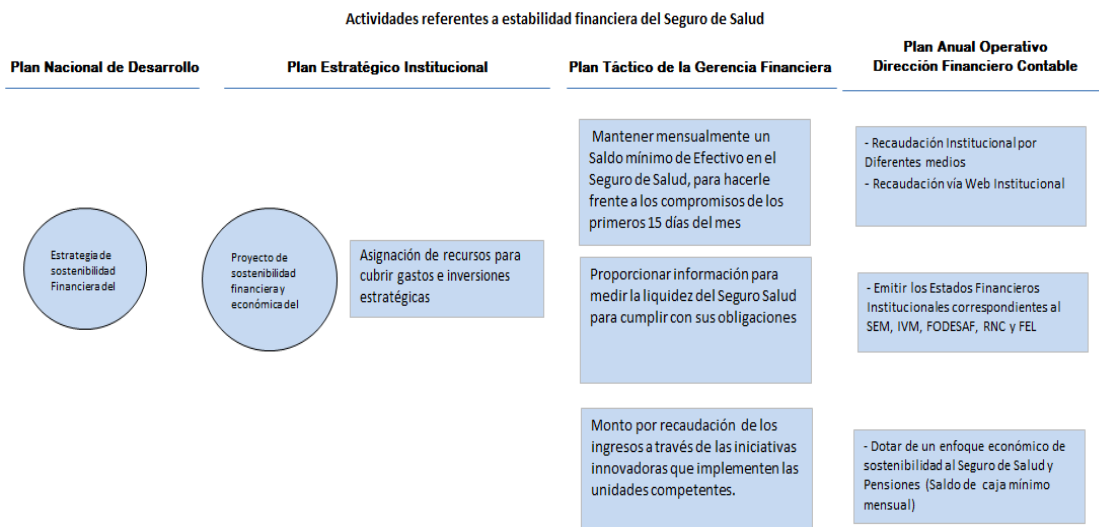 Actividades referentes a estabilidad financiera del Seguro de Salud
Plan Nacional de Desarrollo
Plan Estratégico Institucional
Plan Táctico de la Gerencia Financiera
Plan Anual Operativo
Dirección Financiero Contable
Estrategia de
sostenibilidad
Financiera del
Proyecto de
sostenibilidad
financiera y
económica del
Asignación de recursos para
cubrir gastos e inversiones
estratégicas
Mantener mensualmente un
Saldo mínimo de Efectivo en el
Seguro de Salud, para hacerle
frente a los compromisos de los
primeros 15 días del mes
Proporcionar información para
medir la liquidez del Seguro Salud
para cumplir con sus obligaciones
Monto por recaudación de los
ingresos a través de las iniciativas
innovadoras que implementen las
unidades competentes.
- Recaudación Institucional por
Diferentes medios
- Recaudación vía Web Institucional
- Emitir los Estados Financieros
Institucionales correspondientes al
SEM, IVM, FODESAF, RNC y FEL
- Dotar de un enfoque económico de
sostenibilidad al Seguro de Salud y
Pensiones (Saldo de caja mínimo
mensual)